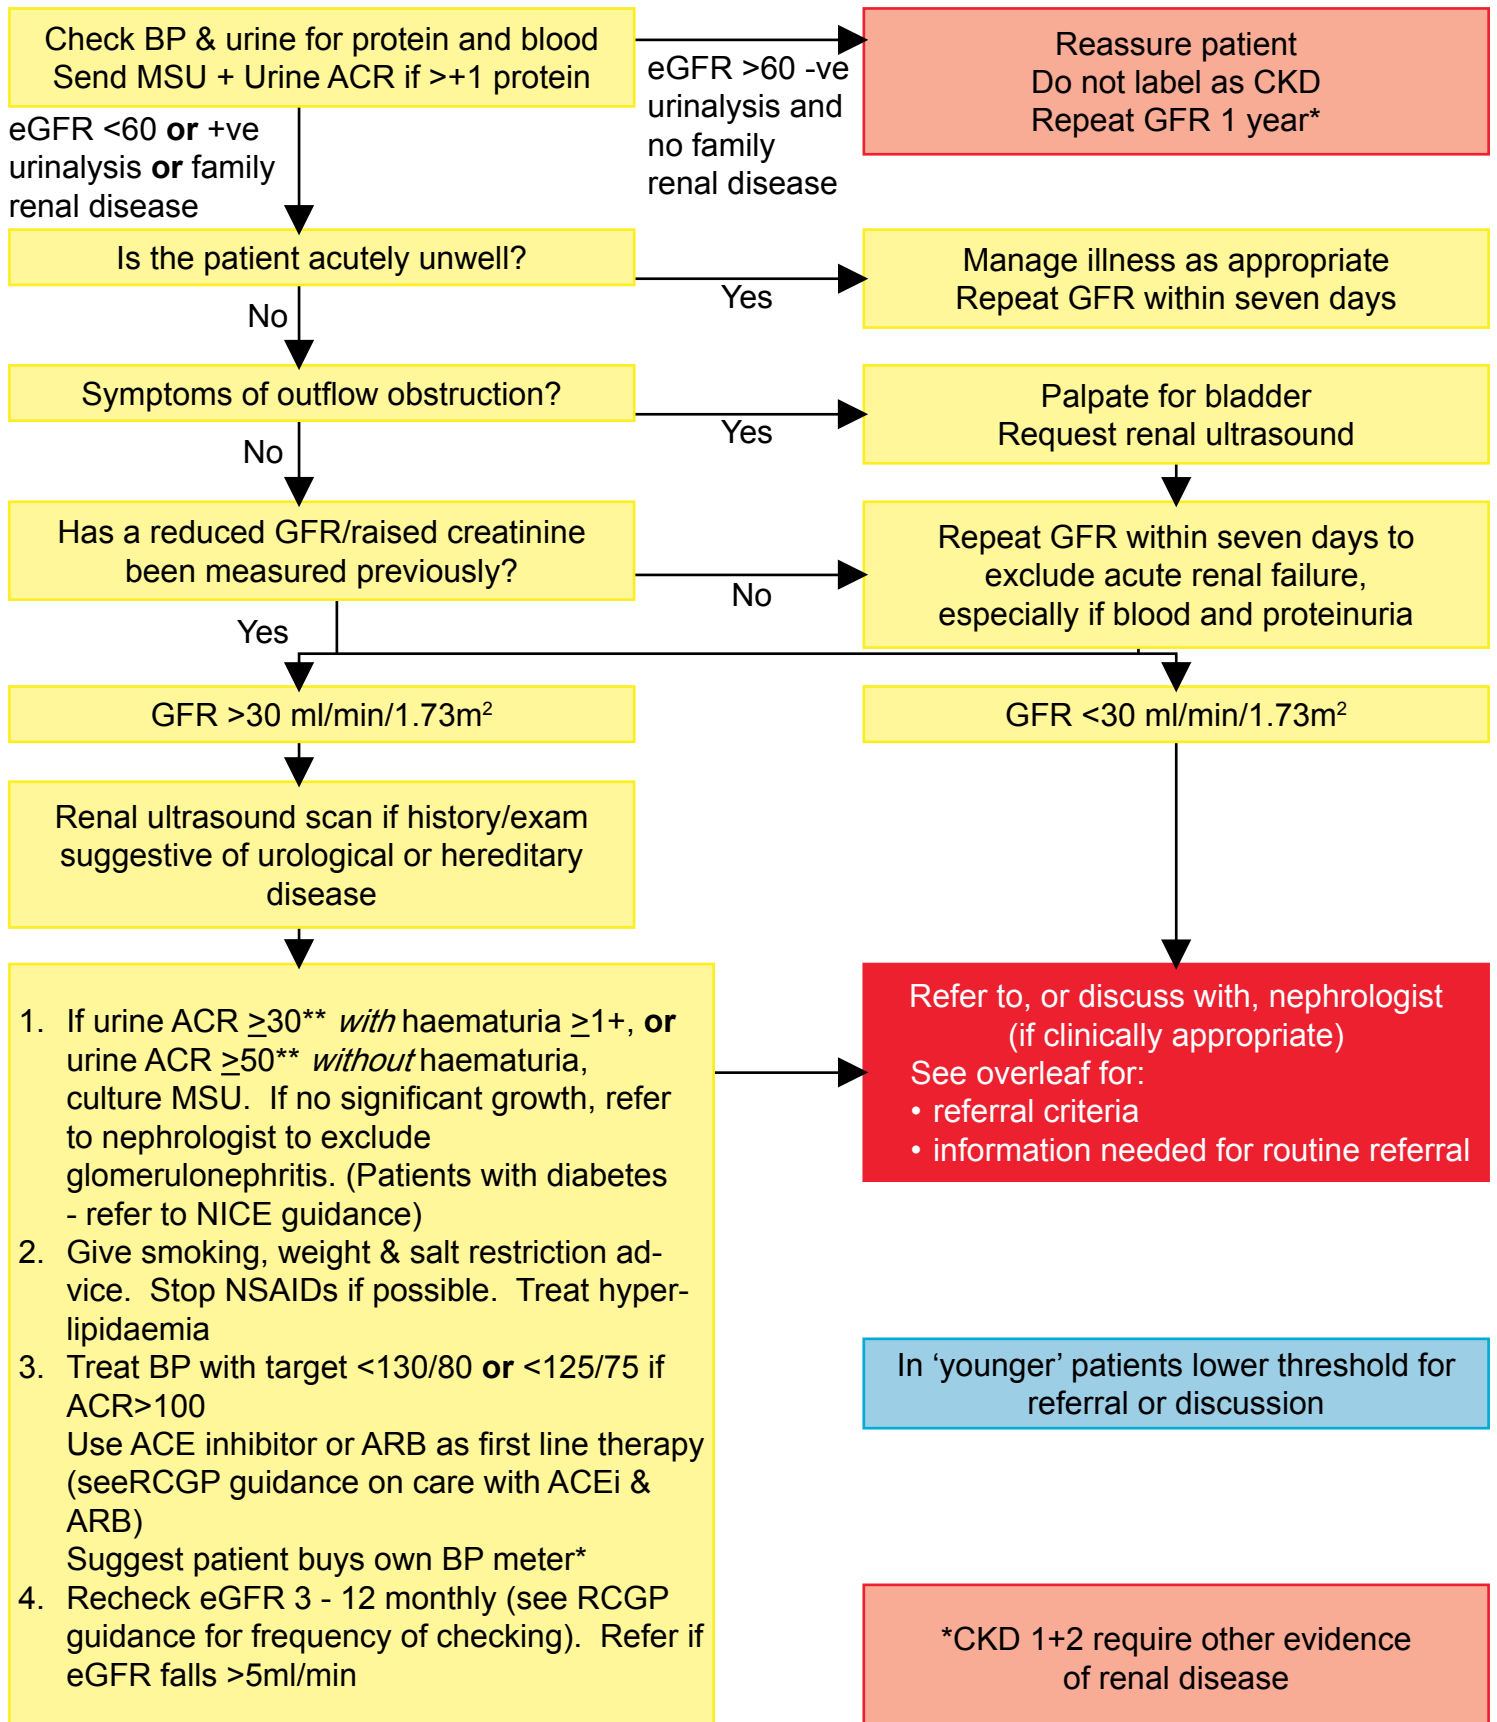 Check BP & urine for protein and blood
Send MSU + Urine ACR if >+1 protein
eGFR >60 -ve
urinalysis and
no family
renal disease
Reassure patient
Do not label as CKD
Repeat GFR 1 year*
eGFR <60 or +ve
urinalysis or family
renal disease
Is the patient acutely unwell?
Yes
Manage illness as appropriate
Repeat GFR within seven days
No
Symptoms of outflow obstruction?
Yes
Palpate for bladder
Request renal ultrasound
No
Has a reduced GFR/raised creatinine
been measured previously?
No
Repeat GFR within seven days to
exclude acute renal failure,
especially if blood and proteinuria
Yes
GFR >30 ml/min/1.73m²
GFR <30 ml/min/1.73m²
Renal ultrasound scan if history/exam
suggestive of urological or hereditary
disease
1. If urine ACR ≥30** with haematuria ≥1+, or
urine ACR ≥50** without haematuria,
culture MSU. If no significant growth, refer
to nephrologist to exclude
glomerulonephritis. (Patients with diabetes
- refer to NICE guidance)
2. Give smoking, weight & salt restriction ad-
vice. Stop NSAIDs if possible. Treat hyper-
lipidaemia
3. Treat BP with target <130/80 or <125/75 if
ACR>100
Use ACE inhibitor or ARB as first line therapy
(seeRCGP guidance on care with ACEi &
ARB)
Suggest patient buys own BP meter*
4. Recheck eGFR 3 - 12 monthly (see RCGP
guidance for frequency of checking). Refer if
eGFR falls >5ml/min
Refer to, or discuss with, nephrologist
(if clinically appropriate)
See overleaf for:
• referral criteria
• information needed for routine referral
In ‘younger’ patients lower threshold for
referral or discussion
*CKD 1+2 require other evidence
of renal disease